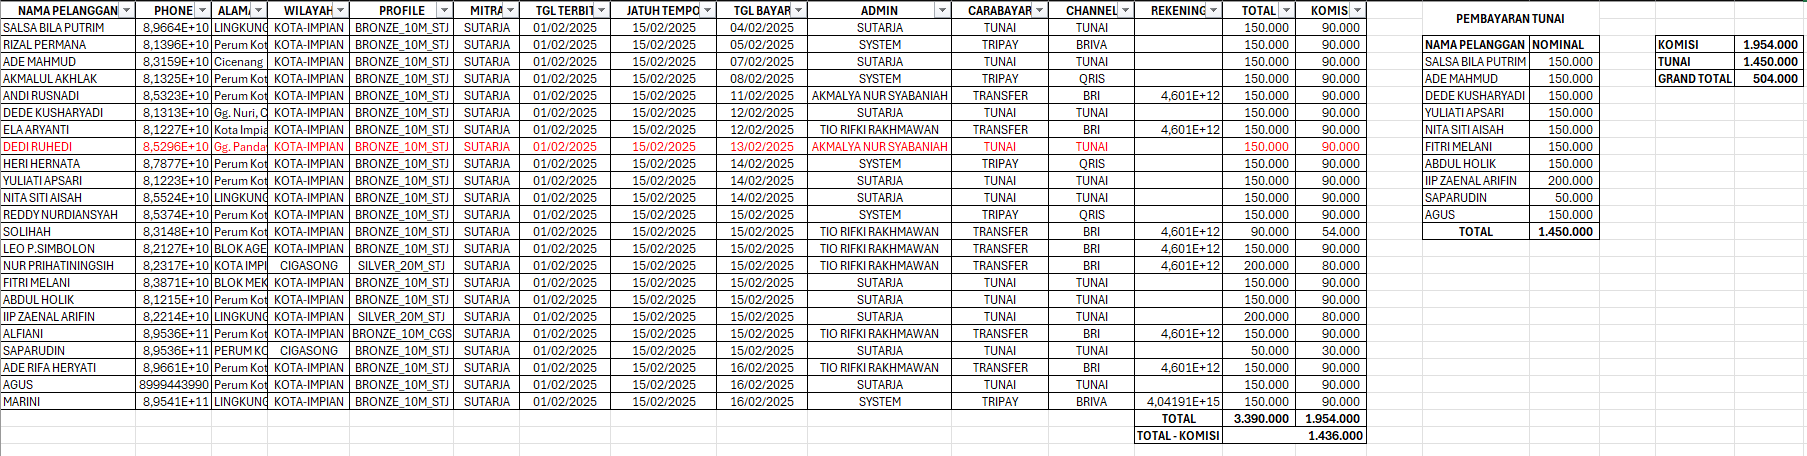 NAMA PELANGGAN PHONE ALAMA WILAYAH PROFILE MITRA TGL TERBIT JATUH TEMPO TGL BAYAR ADMIN CARABAYAR CHANNEL REKENING TOTAL KOMIS
SALSA BILA PUTRIM 8,9664E+10 LINGKUNG KOTA-IMPIAN BRONZE_10M_STJ SUTARJA 01/02/2025 15/02/2025 04/02/2025 SUTARJA TUNAI TUNAI 150.000 90.000
RIZAL PERMANA 8,1396E+10 Perum Kot KOTA-IMPIAN BRONZE_10M_STJ SUTARJA 01/02/2025 15/02/2025 05/02/2025 SYSTEM TRIPAY BRIVA 150.000 90.000
ADE MAHMUD 8,3159E+10 Cicenang KOTA-IMPIAN BRONZE_10M_STJ SUTARJA 01/02/2025 15/02/2025 07/02/2025 SUTARJA TUNAI TUNAI 150.000 90.000
AKMALUL AKHLAK 8,1325E+10 Perum Kot KOTA-IMPIAN BRONZE_10M_STJ SUTARJA 01/02/2025 15/02/2025 08/02/2025 SYSTEM TRIPAY QRIS 150.000 90.000
ANDI RUSNADI 8,5323E+10 Perum Kot KOTA-IMPIAN BRONZE_10M_STJ SUTARJA 01/02/2025 15/02/2025 11/02/2025 AKMALYA NUR SYABANIAH TRANSFER BRI 4,601E+12 150.000 90.000
DEDE KUSHARYADI 8,1313E+10 Gg. Nuri, C KOTA-IMPIAN BRONZE_10M_STJ SUTARJA 01/02/2025 15/02/2025 12/02/2025 SUTARJA TUNAI TUNAI 150.000 90.000
ELA ARYANTI 8,1227E+10 Kota Impia KOTA-IMPIAN BRONZE_10M_STJ SUTARJA 01/02/2025 15/02/2025 12/02/2025 TIO RIFKI RAKHMAWAN TRANSFER BRI 4,601E+12 150.000 90.000
DEDI RUHEDI 8,5296E+10 Gg. Panda KOTA-IMPIAN BRONZE_10M_STJ SUTARJA 01/02/2025 15/02/2025 13/02/2025 AKMALYA NUR SYABANIAH TUNAI TUNAI 150.000 90.000
HERI HERNATA 8,7877E+10 Perum Kot KOTA-IMPIAN BRONZE_10M_STJ SUTARJA 01/02/2025 15/02/2025 14/02/2025 SYSTEM TRIPAY QRIS 150.000 90.000
YULIATI APSARI 8,1223E+10 Perum Kot KOTA-IMPIAN BRONZE_10M_STJ SUTARJA 01/02/2025 15/02/2025 14/02/2025 SUTARJA TUNAI TUNAI 150.000 90.000
NITA SITI AISAH 8,5524E+10 LINGKUNG KOTA-IMPIAN BRONZE_10M_STJ SUTARJA 01/02/2025 15/02/2025 14/02/2025 SUTARJA TUNAI TUNAI 150.000 90.000
REDDY NURDIANSYAH 8,5374E+10 Perum Kot KOTA-IMPIAN BRONZE_10M_STJ SUTARJA 01/02/2025 15/02/2025 15/02/2025 SYSTEM TRIPAY QRIS 150.000 90.000
SOLIHAH 8,3148E+10 Perum Kot KOTA-IMPIAN BRONZE_10M_STJ SUTARJA 01/02/2025 15/02/2025 15/02/2025 TIO RIFKI RAKHMAWAN TRANSFER BRI 4,601E+12 90.000 54.000
LEO P.SIMBOLON 8,2127E+10 BLOK AGE KOTA-IMPIAN BRONZE_10M_STJ SUTARJA 01/02/2025 15/02/2025 15/02/2025 TIO RIFKI RAKHMAWAN TRANSFER BRI 4,601E+12 150.000 90.000
NUR PRIHATININGSIH 8,2317E+10 KOTA IMPI CIGASONG SILVER_20M_STJ SUTARJA 01/02/2025 15/02/2025 15/02/2025 TIO RIFKI RAKHMAWAN TRANSFER BRI 4,601E+12 200.000 80.000
FITRI MELANI 8,3871E+10 BLOK MEK KOTA-IMPIAN BRONZE_10M_STJ SUTARJA 01/02/2025 15/02/2025 15/02/2025 SUTARJA TUNAI TUNAI 150.000 90.000
ABDUL HOLIK 8,1215E+10 Perum Kot KOTA-IMPIAN BRONZE_10M_STJ SUTARJA 01/02/2025 15/02/2025 15/02/2025 SUTARJA TUNAI TUNAI 150.000 90.000
IIP ZAENAL ARIFIN 8,2214E+10 LINGKUNG KOTA-IMPIAN SILVER_20M_STJ SUTARJA 01/02/2025 15/02/2025 15/02/2025 SUTARJA TUNAI TUNAI 200.000 80.000
ALFIANI 8,9536E+11 Perum Kot KOTA-IMPIAN BRONZE_10M_CGS SUTARJA 01/02/2025 15/02/2025 15/02/2025 TIO RIFKI RAKHMAWAN TRANSFER BRI 4,601E+12 150.000 90.000
SAPARUDIN 8,9536E+11 PERUM KO CIGASONG BRONZE_10M_STJ SUTARJA 01/02/2025 15/02/2025 15/02/2025 SUTARJA TUNAI TUNAI 50.000 30.000
ADE RIFA HERYATI 8,9661E+10 Perum Kot KOTA-IMPIAN BRONZE_10M_STJ SUTARJA 01/02/2025 15/02/2025 16/02/2025 TIO RIFKI RAKHMAWAN TRANSFER BRI 4,601E+12 150.000 90.000
AGUS 8999443990 Perum Kot KOTA-IMPIAN BRONZE_10M_STJ SUTARJA 01/02/2025 15/02/2025 16/02/2025 SUTARJA TUNAI TUNAI 150.000 90.000
MARINI 8,9541E+11 LINGKUNG KOTA-IMPIAN BRONZE_10M_STJ SUTARJA 01/02/2025 15/02/2025 16/02/2025 SYSTEM TRIPAY BRIVA 4,04191E+15 150.000 90.000
TOTAL 3.390.000 1.954.000
TOTAL - KOMISI 1.436.000
PEMBAYARAN TUNAI
NAMA PELANGGAN NOMINAL
SALSA BILA PUTRIM 150.000
ADE MAHMUD 150.000
DEDE KUSHARYADI 150.000
YULIATI APSARI 150.000
NITA SITI AISAH 150.000
FITRI MELANI 150.000
ABDUL HOLIK 150.000
IIP ZAENAL ARIFIN 200.000
SAPARUDIN 50.000
AGUS 150.000
TOTAL 1.450.000
KOMISI 1.954.000
TUNAI 1.450.000
GRAND TOTAL 504.000